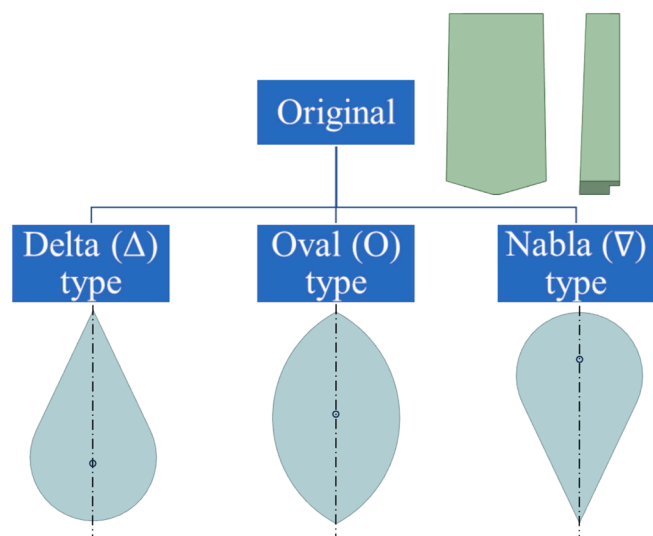 Original
Delta (Δ)
type
Oval (O)
type
Nabla (∇)
type